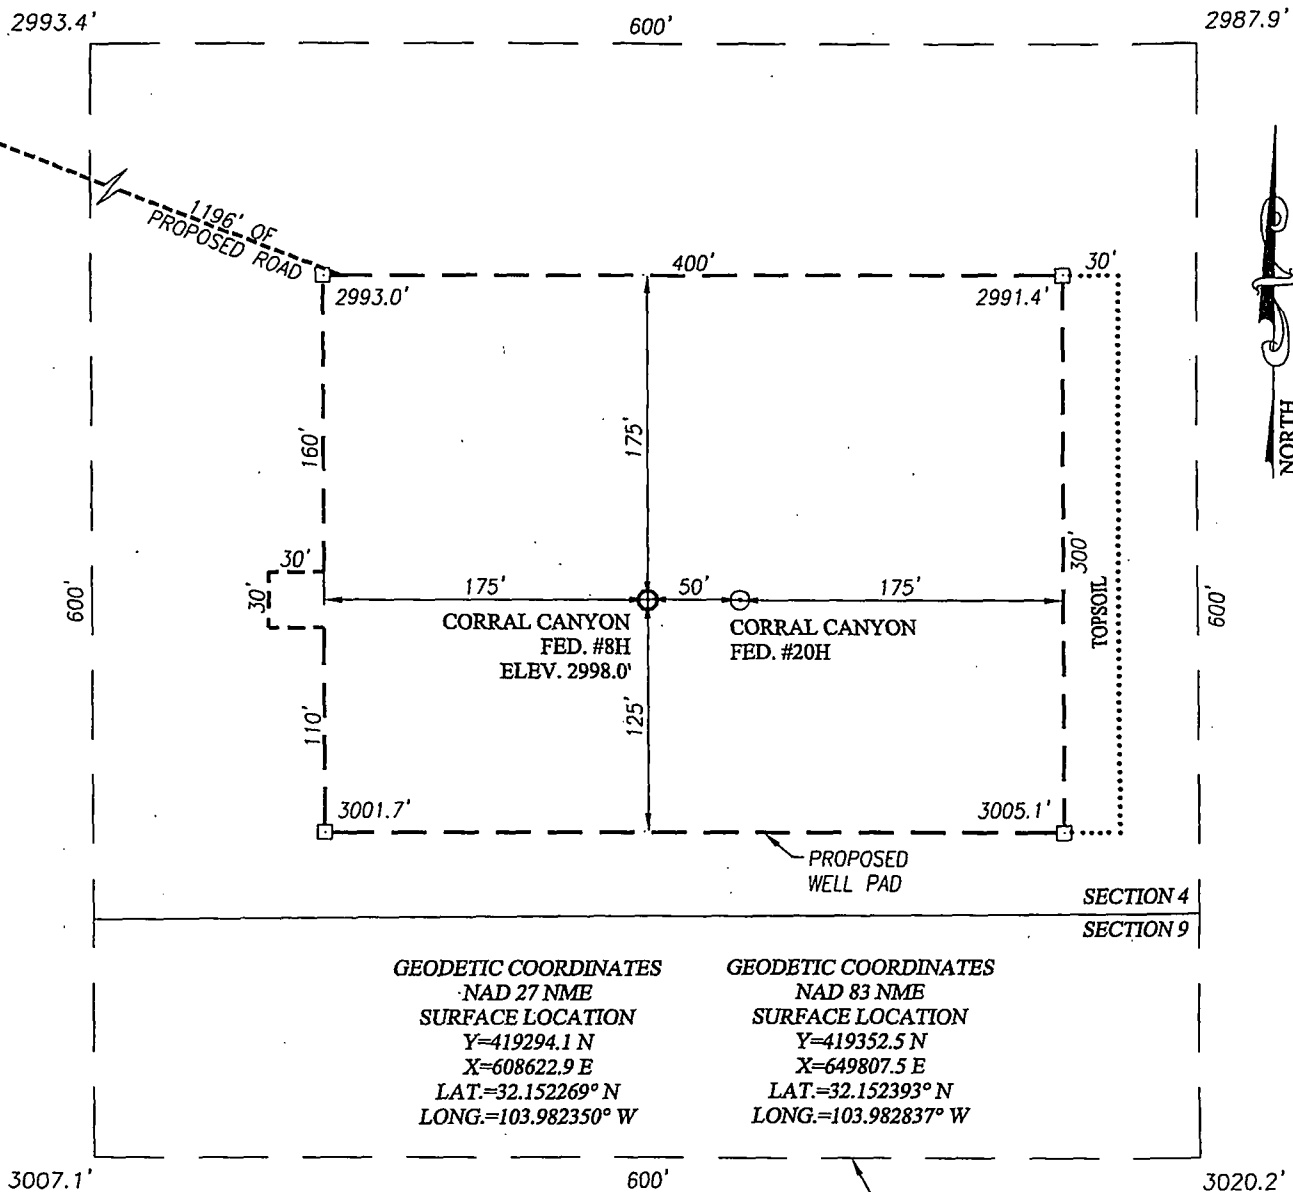 2993.4'
600'
2987.9'
1196' OF
PROPOSED ROAD
400'
30'
2993.0'
2991.4'
NORTH
160'
175'
300'
TOPSOIL
30'
30'
175'
50'
175'
600'
600'
CORRAL CANYON
FED. #8H
ELEV. 2998.0'
CORRAL CANYON
FED. #20H
110'
125'
3001.7'
3005.1'
PROPOSED
WELL PAD
SECTION 4
SECTION 9
GEODETIC COORDINATES
NAD 27 NME
SURFACE LOCATION
Y=419294.1 N
X=608622.9 E
LAT.=32.152269° N
LONG.=103.982350° W
GEODETIC COORDINATES
NAD 83 NME
SURFACE LOCATION
Y=419352.5 N
X=649807.5 E
LAT.=32.152393° N
LONG.=103.982837° W
3007.1'
600'
3020.2'